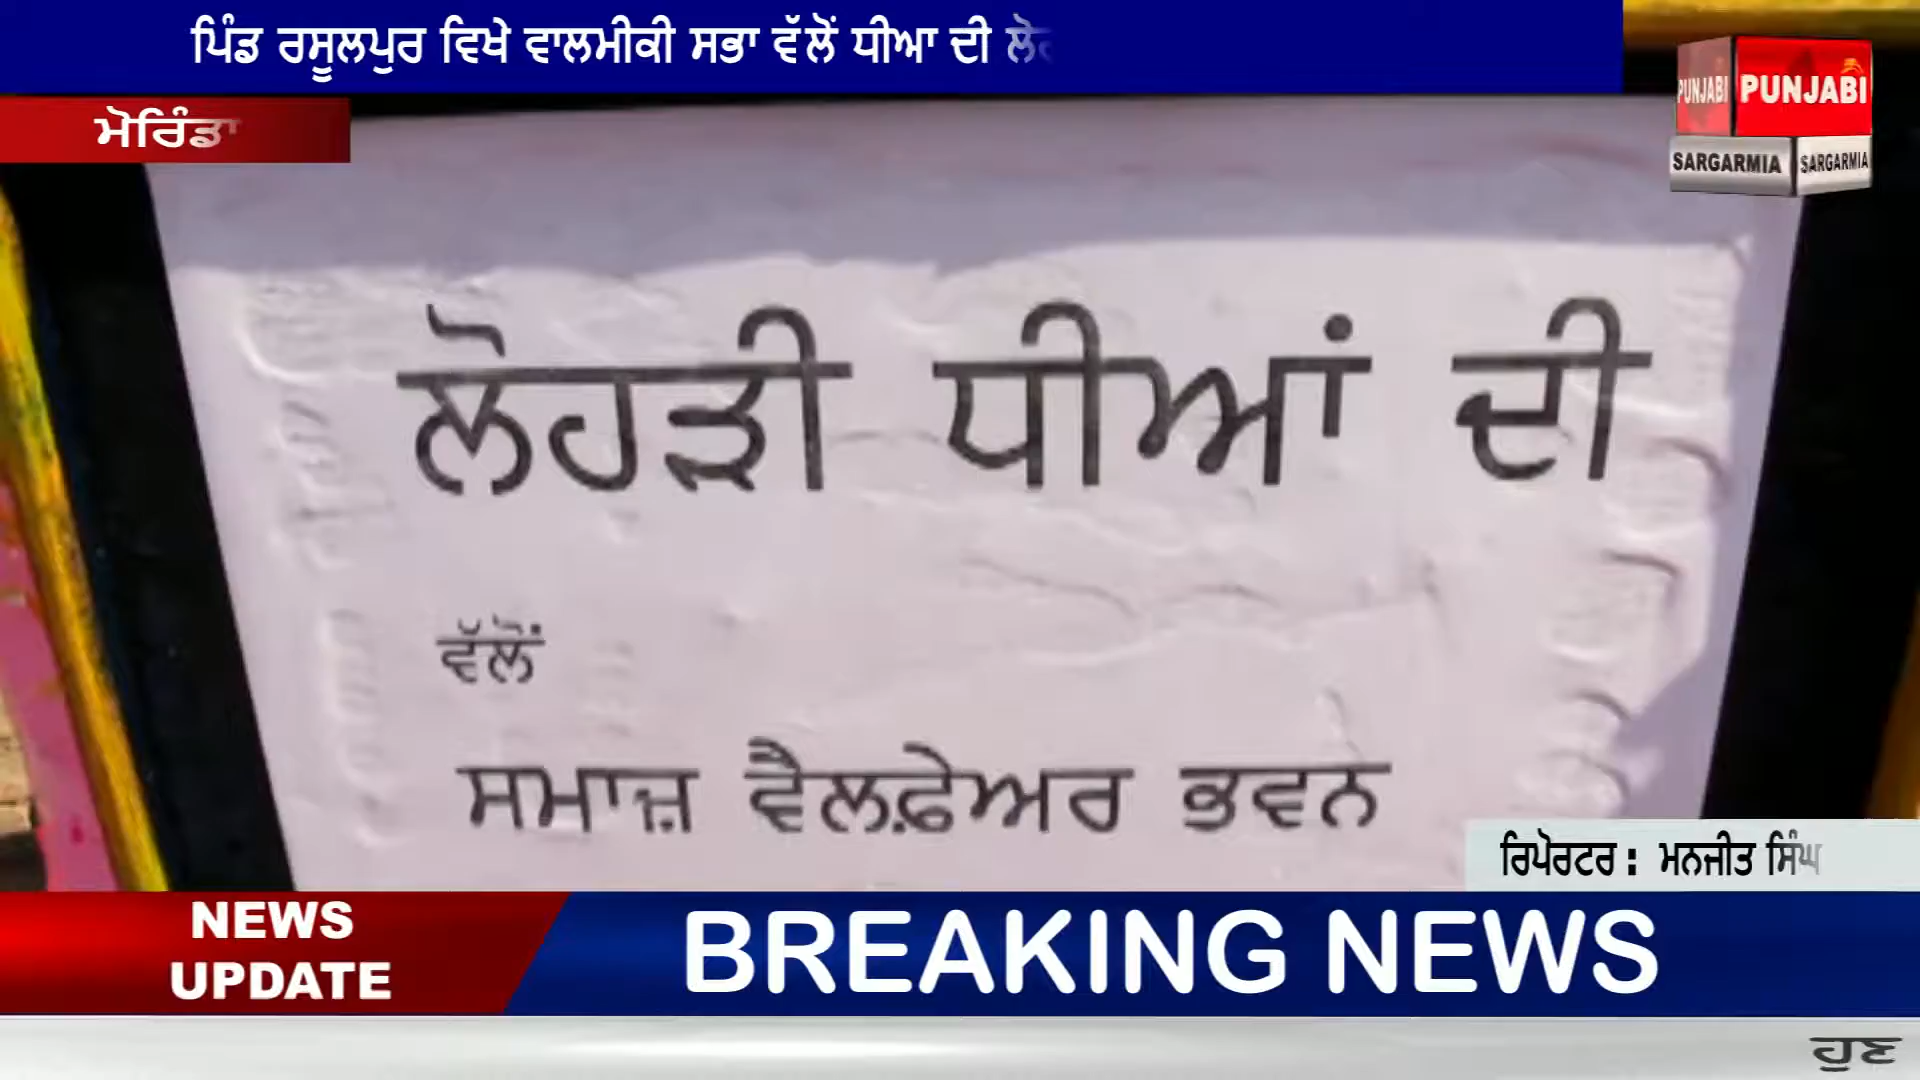 ਪਿੰਡ ਰਸੂਲਪੁਰ ਵਿਖੇ ਵਾਲਮੀਕੀ ਸਭਾ ਵੱਲੋਂ ਧੀਆ ਦੀ
ਮੋਰਿੰਡਾ
PUNJABI PUNJABI
SARGARMIA SARGARMIA
ਲੋਹੜੀ ਧੀਆਂ ਦੀ
ਵੱਲੋਂ
ਸਮਾਜ਼ ਵੈਲਫ਼ੇਅਰ ਭਵਨ
ਰਿਪੋਰਟਰ : ਮਨਜੀਤ ਸਿੰਘ
NEWS
UPDATE
BREAKING NEWS
ਹੁਣ